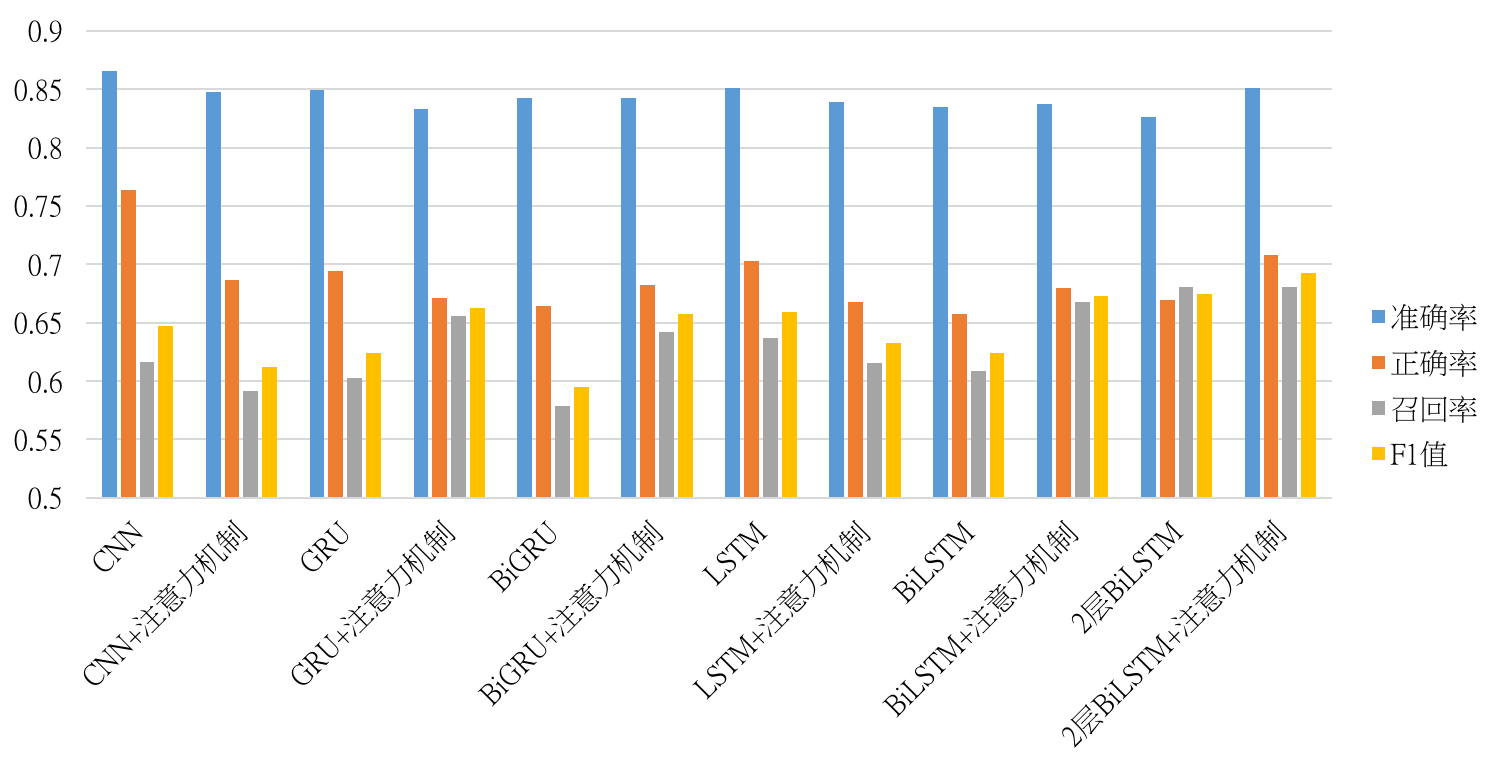 0.9
0.85
0.8
0.75
0.7
0.65
0.6
0.55
0.5
CNN
CNN+注意力机制
GRU
GRU+注意力机制
BiGRU
BiGRU+注意力机制
LSTM
LSTM+注意力机制
BiLSTM
BiLSTM+注意力机制
2层BiLSTM
2层BiLSTM+注意力机制
准确率
正确率
召回率
F1值